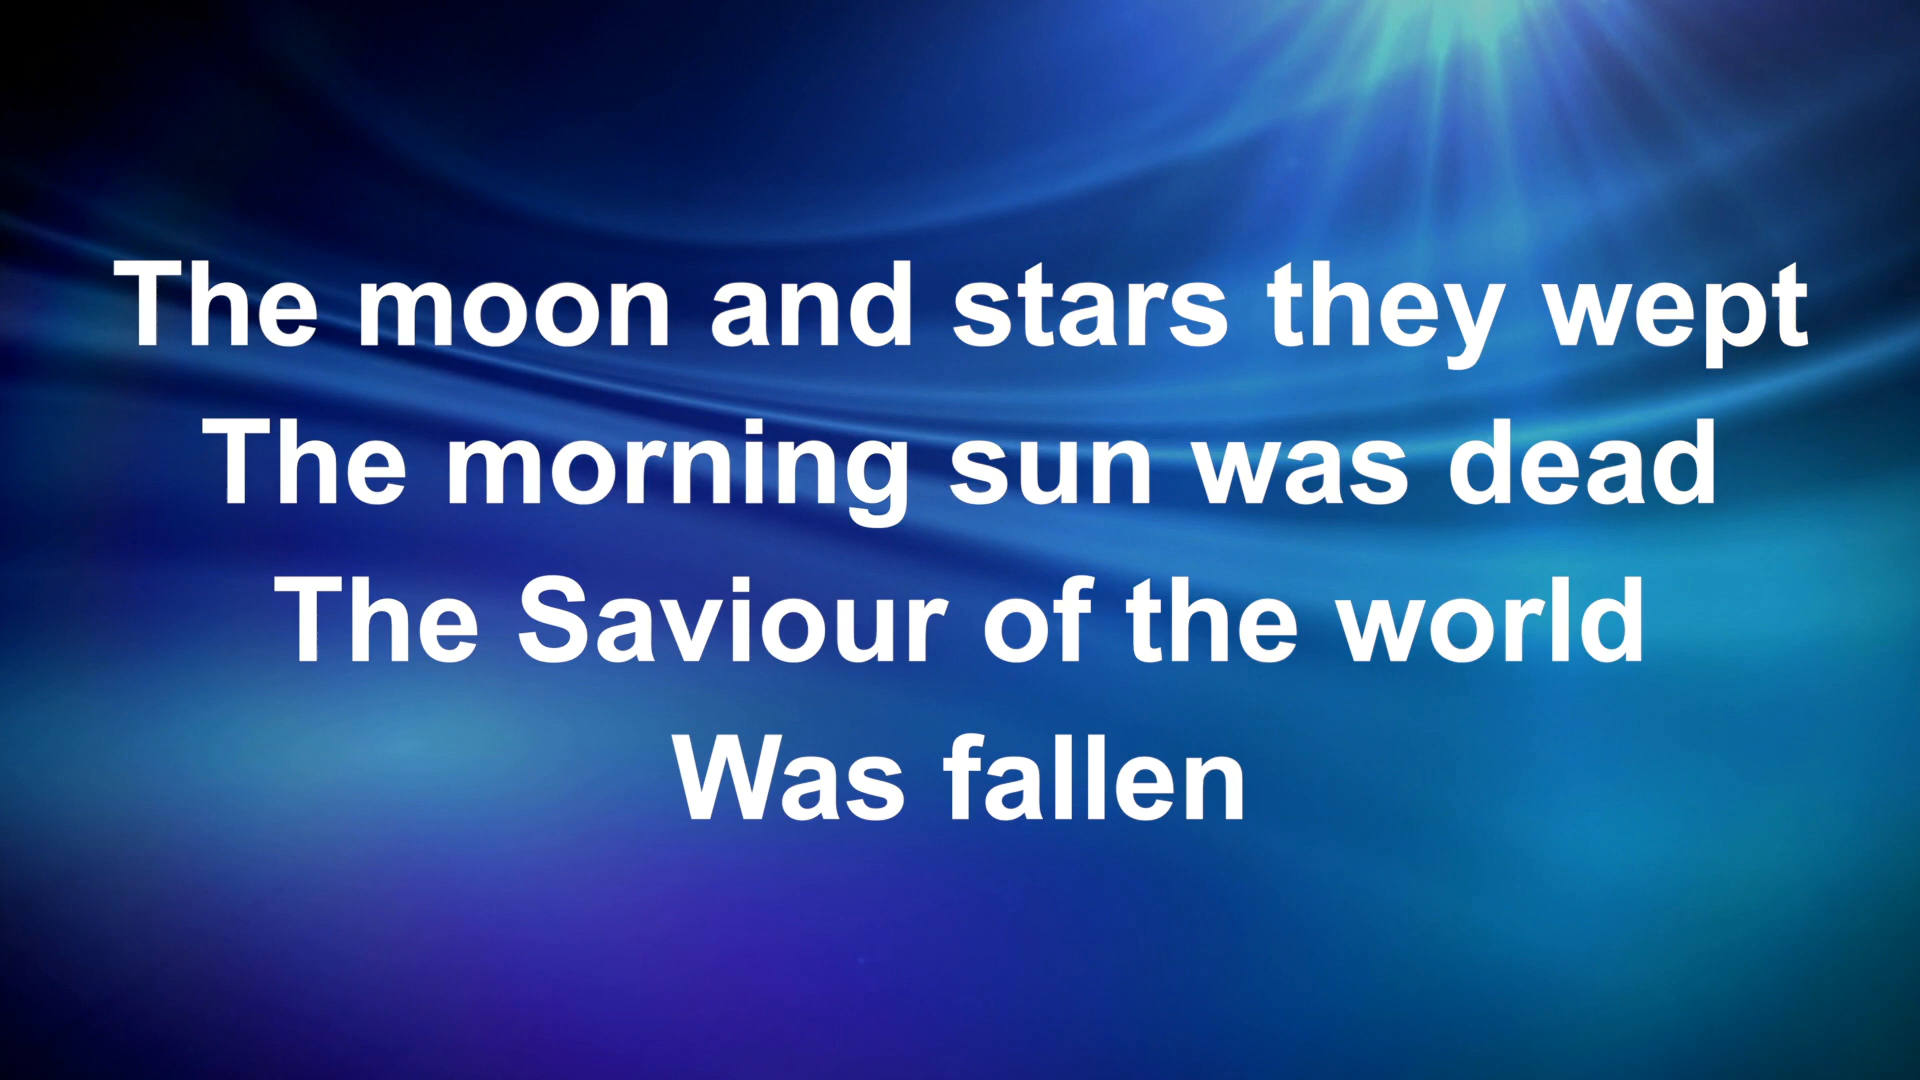 The moon and stars they wept
The morning sun was dead
The Saviour of the world
Was fallen